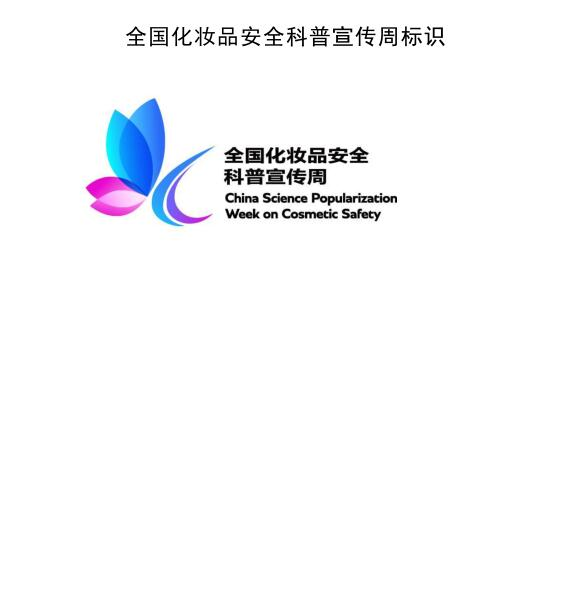 全国化妆品安全科普宣传周标识
全国化妆品安全
科普宣传周
China Science Popularization
Week on Cosmetic Safety